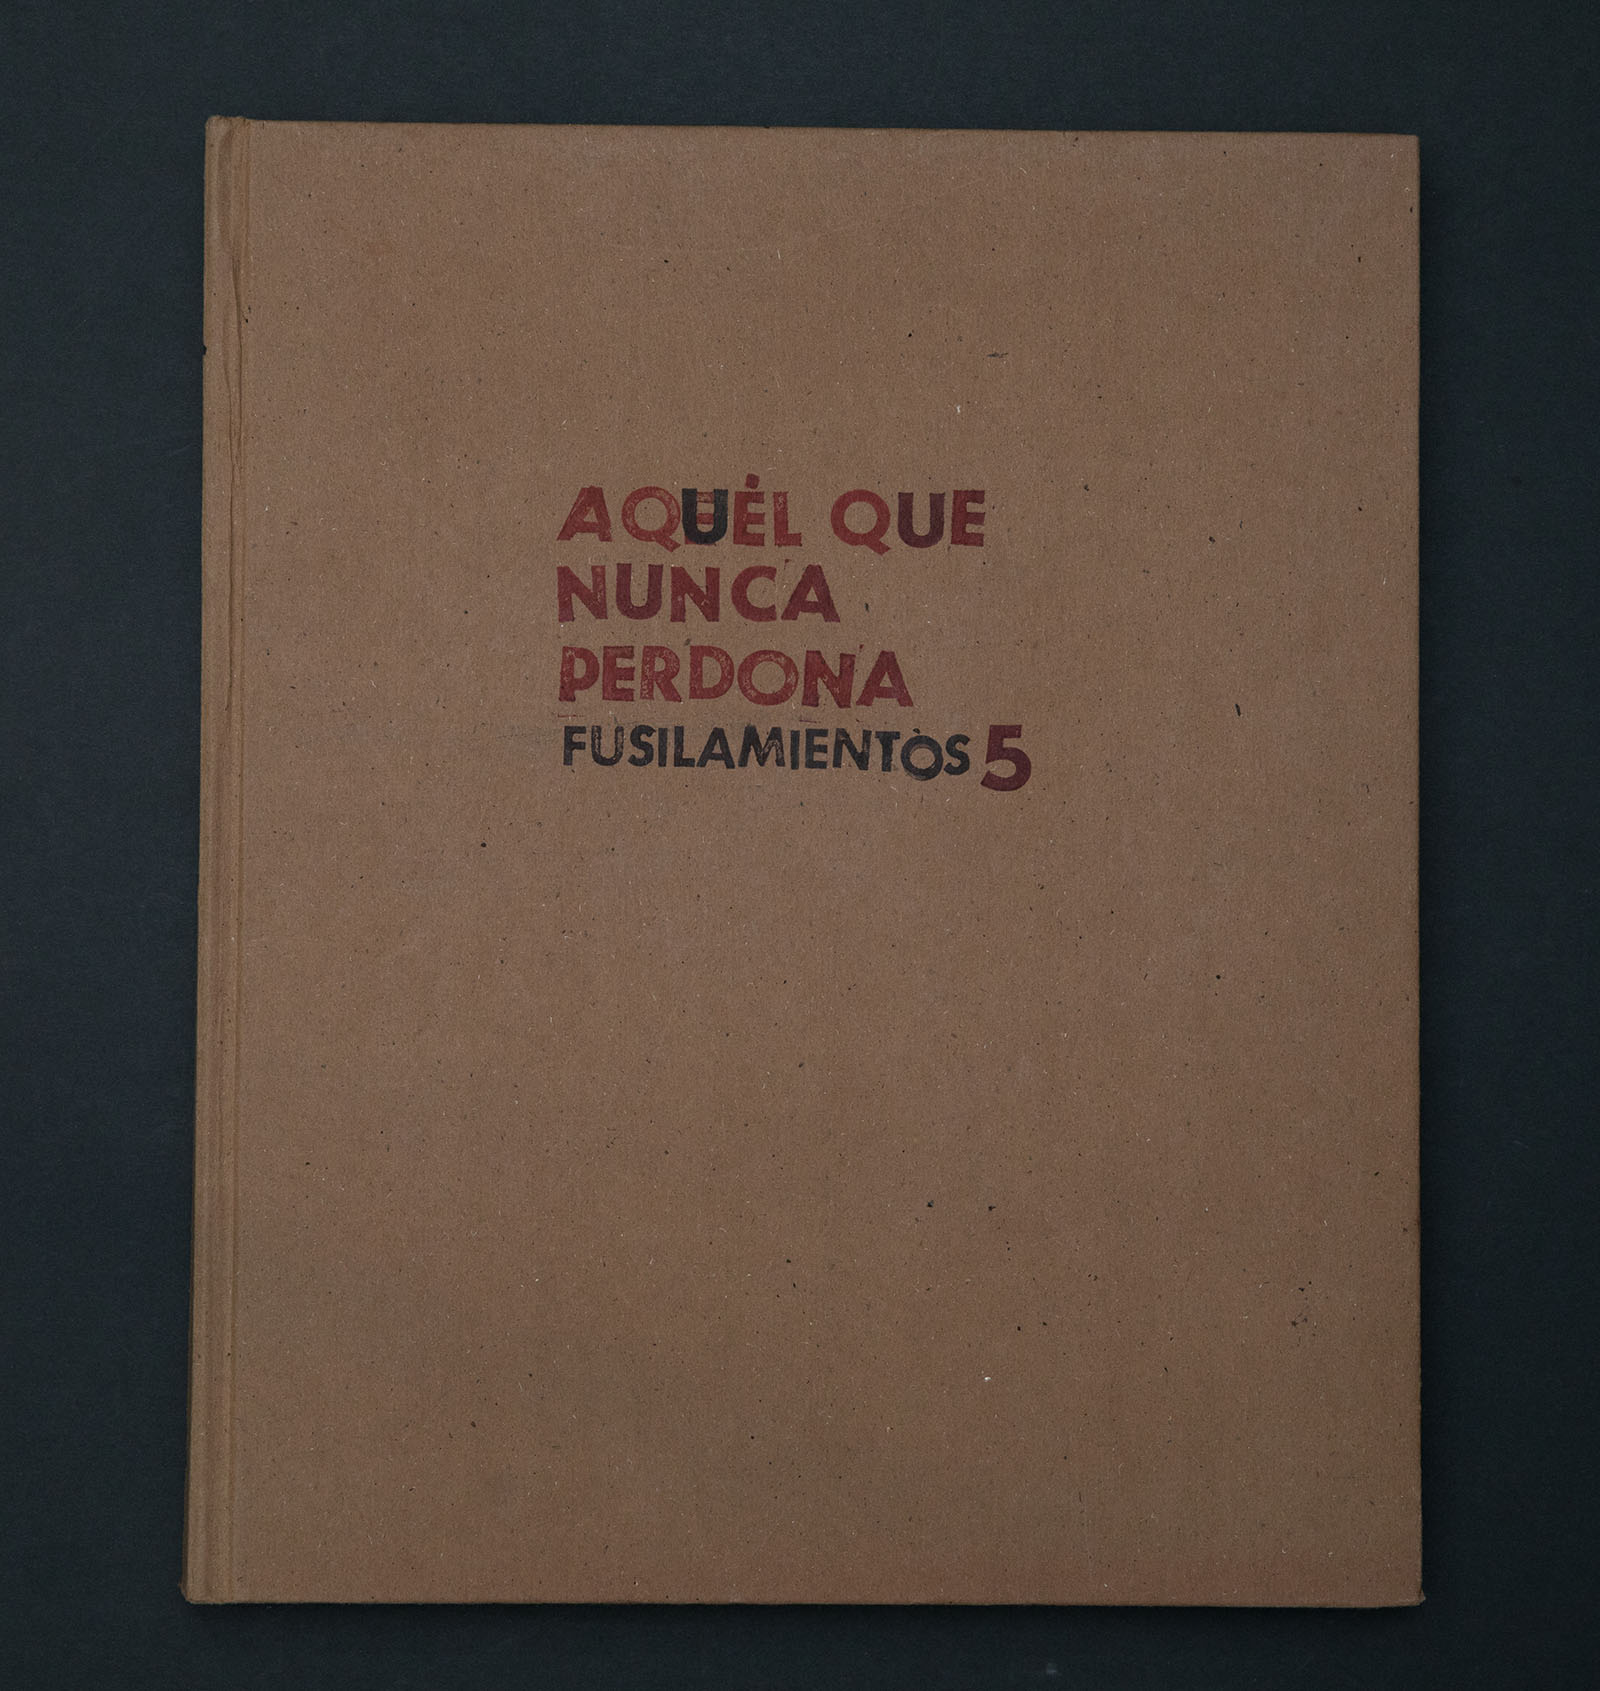 AQUÉL QUE
NUNCA
PERDONA
FUSILAMIENTOS 5